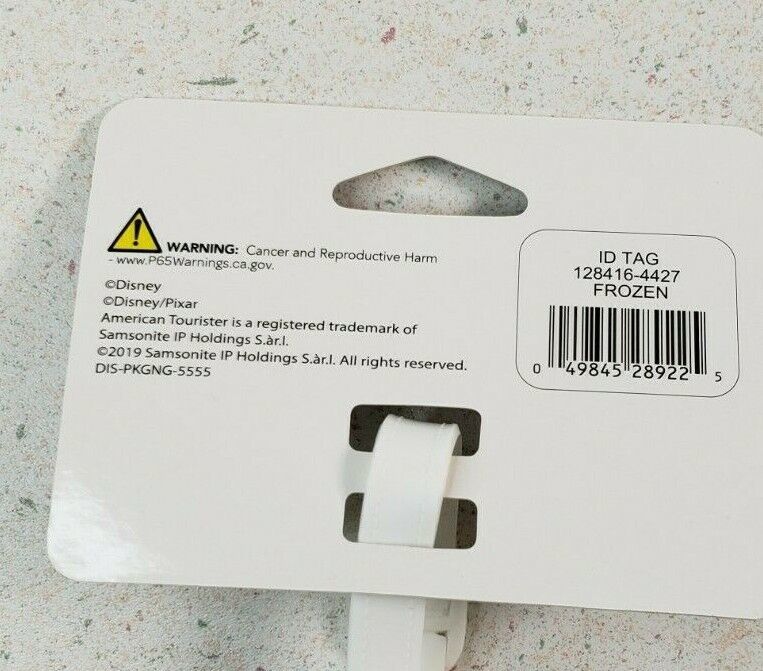 WARNING: Cancer and Reproductive Harm
- www.P65Warnings.ca.gov.
©Disney
©Disney/Pixar
American Tourister is a registered trademark of
Samsonite IP Holdings S.àr.l.
©2019 Samsonite IP Holdings S.àr.l. All rights reserved.
DIS-PKGNG-5555
ID TAG
128416-4427
FROZEN
0 49845 28922 5